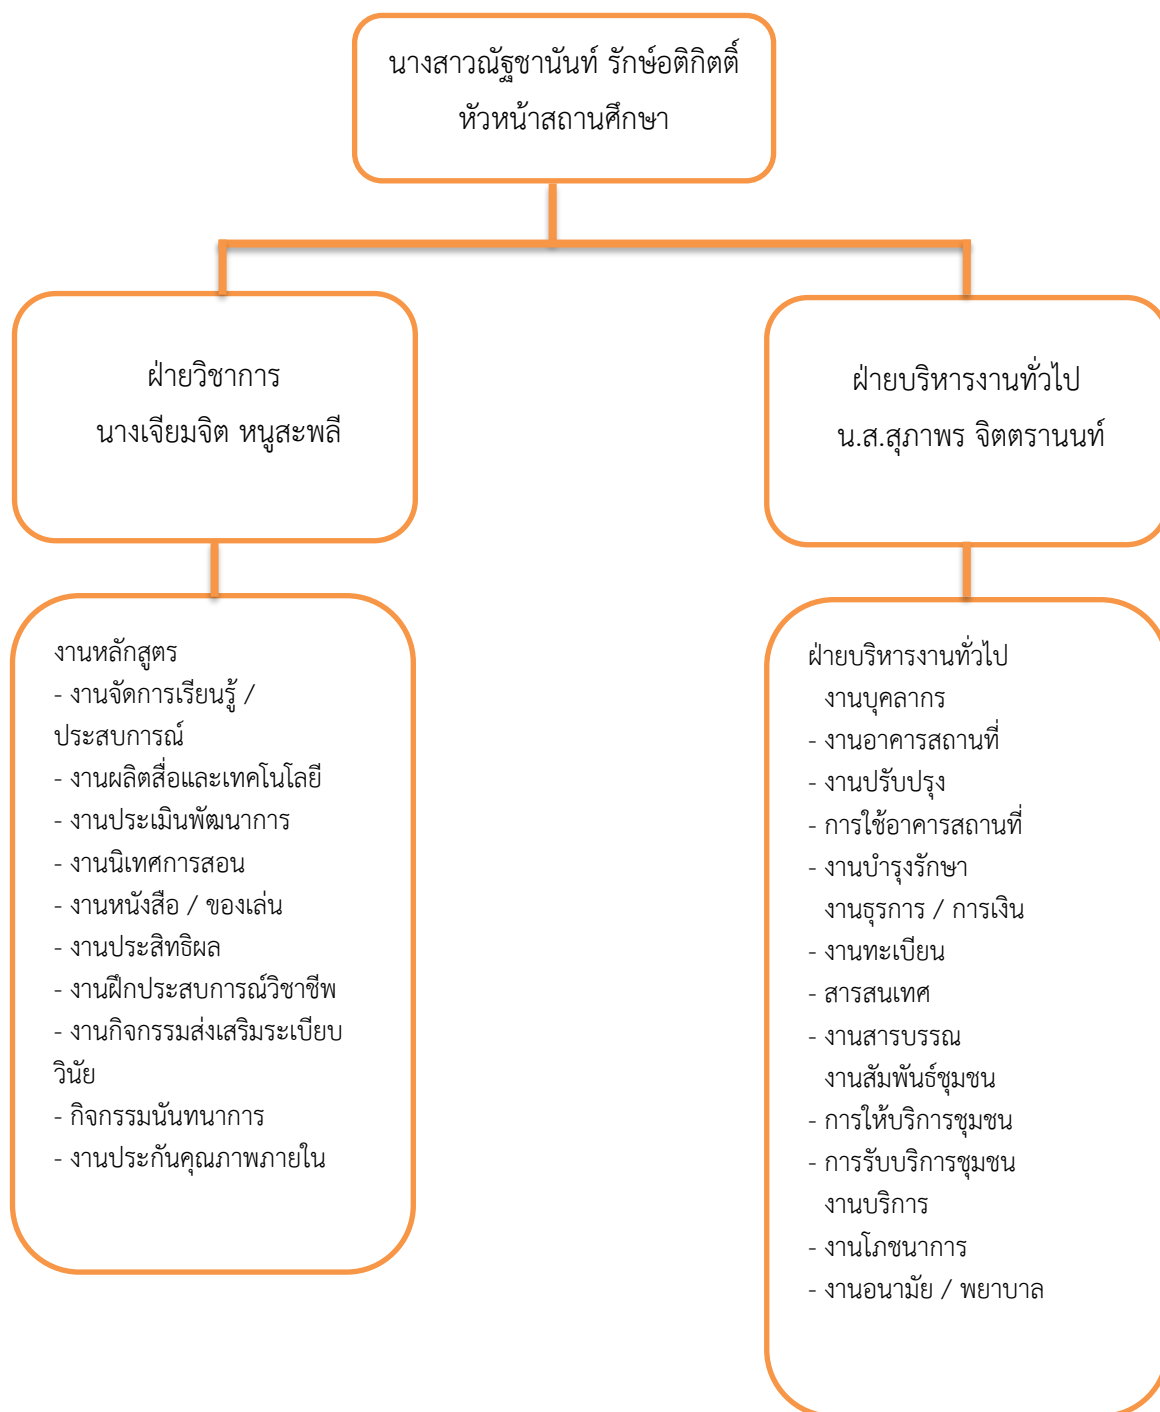 นางสาวณัฐชานันท์ รักษ์อติกิตติ์
หัวหน้าสถานศึกษา
ฝ่ายวิชาการ
นางเจียมจิต หนูสะพลี
ฝ่ายบริหารงานทั่วไป
น.ส.สุภาพร จิตตรานนท์
งานหลักสูตร
- งานจัดการเรียนรู้ /
ประสบการณ์
- งานผลิตสื่อและเทคโนโลยี
- งานประเมินพัฒนาการ
- งานนิเทศการสอน
- งานหนังสือ / ของเล่น
- งานประสิทธิผล
- งานฝึกประสบการณ์วิชาชีพ
- งานกิจกรรมส่งเสริมระเบียบ
วินัย
- กิจกรรมนันทนาการ
- งานประกันคุณภาพภายใน
ฝ่ายบริหารงานทั่วไป
งานบุคลากร
- งานอาคารสถานที่
- งานปรับปรุง
- การใช้อาคารสถานที่
- งานบำรุงรักษา
งานธุรการ / การเงิน
- งานทะเบียน
- สารสนเทศ
- งานสารบรรณ
งานสัมพันธ์ชุมชน
- การให้บริการชุมชน
- การรับบริการชุมชน
งานบริการ
- งานโภชนาการ
- งานอนามัย / พยาบาล